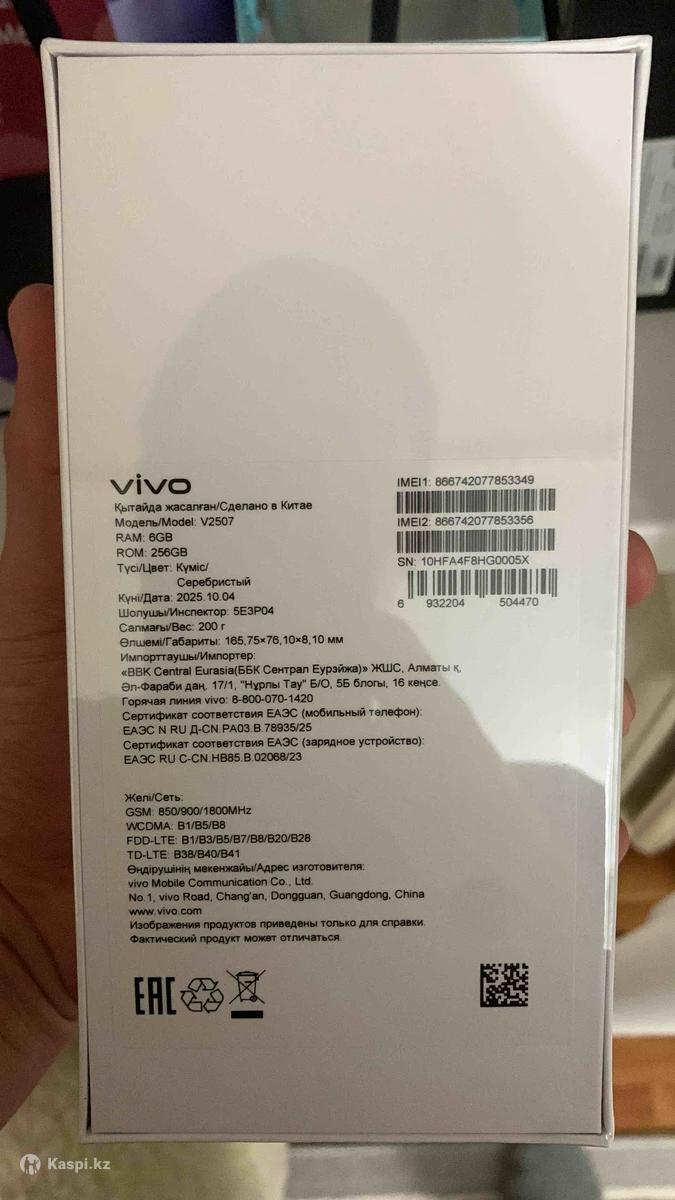 vivo
Қытайда жасалған/Сделано в Китае
Модель/Model: V2507
RAM: 6GB
ROM: 256GB
Түсі/Цвет: Күміс/
Серебристый
Күні/Дата: 2025.10.04
Шолушы/Инспектор: 5E3P04
Салмағы/Вес: 200 г
Өлшемі/Габариты: 165,75×76,10×8,10 мм
Импорттаушы/Импортер:
«BBK Central Eurasia(ББК Сентрал Еурэйжа)» ЖШС, Алматы қ,
Әл-Фараби даң. 17/1, "Нұрлы Тау" Б/О, 5Б блогы, 16 кеңсе.
Горячая линия vivo: 8-800-070-1420
Сертификат соответствия ЕАЭС (мобильный телефон):
ЕАЭС N RU Д-CN.РА03.В.78935/25
Сертификат соответствия ЕАЭС (зарядное устройство):
ЕАЭС RU С-CN.НВ85.В.02068/23
IMEI1: 866742077853349
IMEI2: 866742077853356
SN: 10HFA4F8HG0005X
6 932204 504470
Желі/Сеть:
GSM: 850/900/1800MHz
WCDMA: B1/B5/B8
FDD-LTE: B1/B3/B5/B7/B8/B20/B28
TD-LTE: B38/B40/B41
Өндірушінің мекенжайы/Адрес изготовителя:
vivo Mobile Communication Co., Ltd.
No.1, vivo Road, Chang'an, Dongguan, Guangdong, China
www.vivo.com
Изображения продуктов приведены только для справки.
Фактический продукт может отличаться.
EAC
Kaspi.kz